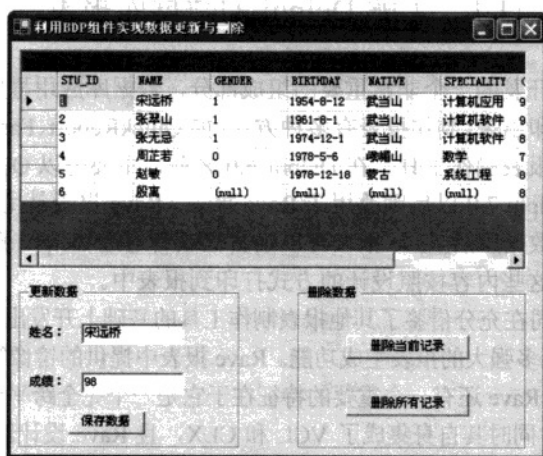 利用BDP组件实现数据更新与删除
STU_ID NAME GENDER BIRTHDAY NATIVE SPECIALITY
1 宋远桥 1 1954-8-12 武当山 计算机应用 9
2 张翠山 1 1961-8-1 武当山 计算机软件 9
3 张无忌 1 1974-12-1 武当山 计算机软件 8
4 周芷若 0 1978-5-6 峨嵋山 数学 7
5 赵敏 0 1978-12-18 蒙古 系统工程 8
6 殷离 (null) (null) (null) (null) 8
更新数据
删除数据
姓名： 宋远桥
删除当前记录
成绩： 98
删除所有记录
保存数据